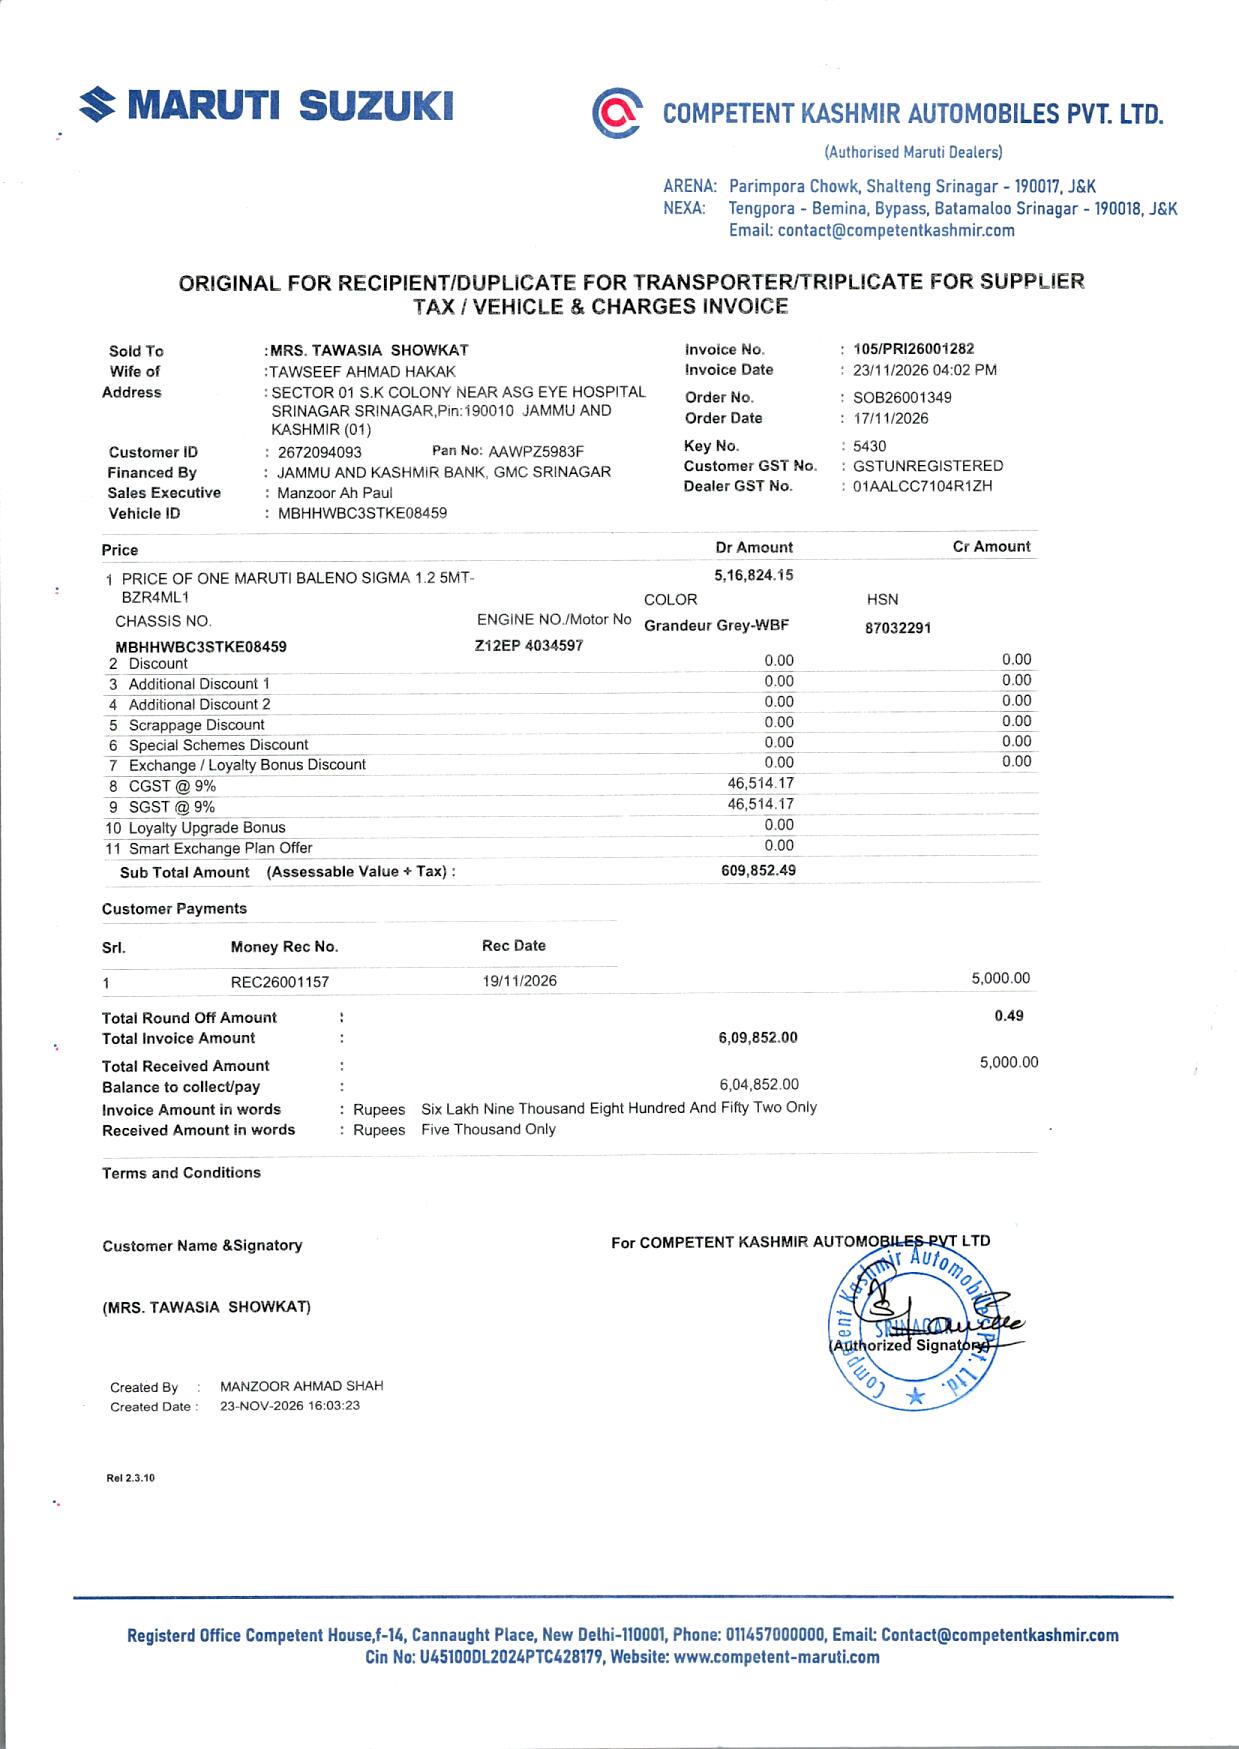 MARUTI SUZUKI
COMPETENT KASHMIR AUTOMOBILES PVT. LTD.
(Authorised Maruti Dealers)
ARENA: Parimpora Chowk, Shalteng Srinagar - 190017, J&K
NEXA: Tengpora - Bemina, Bypass, Batamaloo Srinagar - 190018, J&K
Email: contact@competentkashmir.com
ORIGINAL FOR RECIPIENT/DUPLICATE FOR TRANSPORTER/TRIPLICATE FOR SUPPLIER
TAX / VEHICLE & CHARGES INVOICE
Sold To :MRS. TAWASIA SHOWKAT
Wife of :TAWSEEF AHMAD HAKAK
Address : SECTOR 01 S.K COLONY NEAR ASG EYE HOSPITAL
SRINAGAR SRINAGAR,Pin:190010 JAMMU AND
KASHMIR (01)
Customer ID : 2672094093 Pan No: AAWPZ5983F
Financed By : JAMMU AND KASHMIR BANK, GMC SRINAGAR
Sales Executive : Manzoor Ah Paul
Vehicle ID : MBHHWBC3STKE08459
Invoice No. : 105/PRI26001282
Invoice Date : 23/11/2026 04:02 PM
Order No. : SOB26001349
Order Date : 17/11/2026
Key No. : 5430
Customer GST No. : GSTUNREGISTERED
Dealer GST No. : 01AALCC7104R1ZH
Price Dr Amount Cr Amount
1 PRICE OF ONE MARUTI BALENO SIGMA 1.2 5MT- 5,16,824.15
BZR4ML1 COLOR HSN
CHASSIS NO. ENGINE NO./Motor No Grandeur Grey-WBF 87032291
MBHHWBC3STKE08459 Z12EP 4034597
2 Discount 0.00 0.00
3 Additional Discount 1 0.00 0.00
4 Additional Discount 2 0.00 0.00
5 Scrappage Discount 0.00 0.00
6 Special Schemes Discount 0.00 0.00
7 Exchange / Loyalty Bonus Discount 0.00 0.00
8 CGST @ 9% 46,514.17
9 SGST @ 9% 46,514.17
10 Loyalty Upgrade Bonus 0.00
11 Smart Exchange Plan Offer 0.00
Sub Total Amount (Assessable Value + Tax) : 609,852.49
Customer Payments
Srl. Money Rec No. Rec Date
1 REC26001157 19/11/2026 5,000.00
Total Round Off Amount : 0.49
Total Invoice Amount : 6,09,852.00
Total Received Amount : 5,000.00
Balance to collect/pay : 6,04,852.00
Invoice Amount in words : Rupees Six Lakh Nine Thousand Eight Hundred And Fifty Two Only
Received Amount in words : Rupees Five Thousand Only
Terms and Conditions
Customer Name &Signatory
For COMPETENT KASHMIR AUTOMOBILES PVT LTD
Competent Kashmir Automobiles Pvt. Ltd.
SRINAGAR
(MRS. TAWASIA SHOWKAT)
(Authorized Signatory)
Created By : MANZOOR AHMAD SHAH
Created Date : 23-NOV-2026 16:03:23
Rel 2.3.10
Registerd Office Competent House,f-14, Cannaught Place, New Delhi-110001, Phone: 011457000000, Email: Contact@competentkashmir.com
Cin No: U45100DL2024PTC428179, Website: www.competent-maruti.com